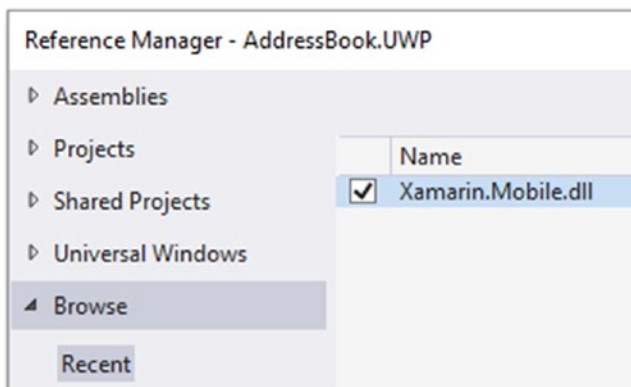 Reference Manager - AddressBook.UWP
Assemblies
Projects
Shared Projects
Universal Windows
Browse
Recent
Name
Xamarin.Mobile.dll